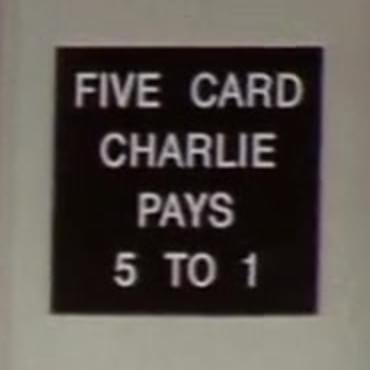 FIVE CARD
CHARLIE
PAYS
5 TO 1